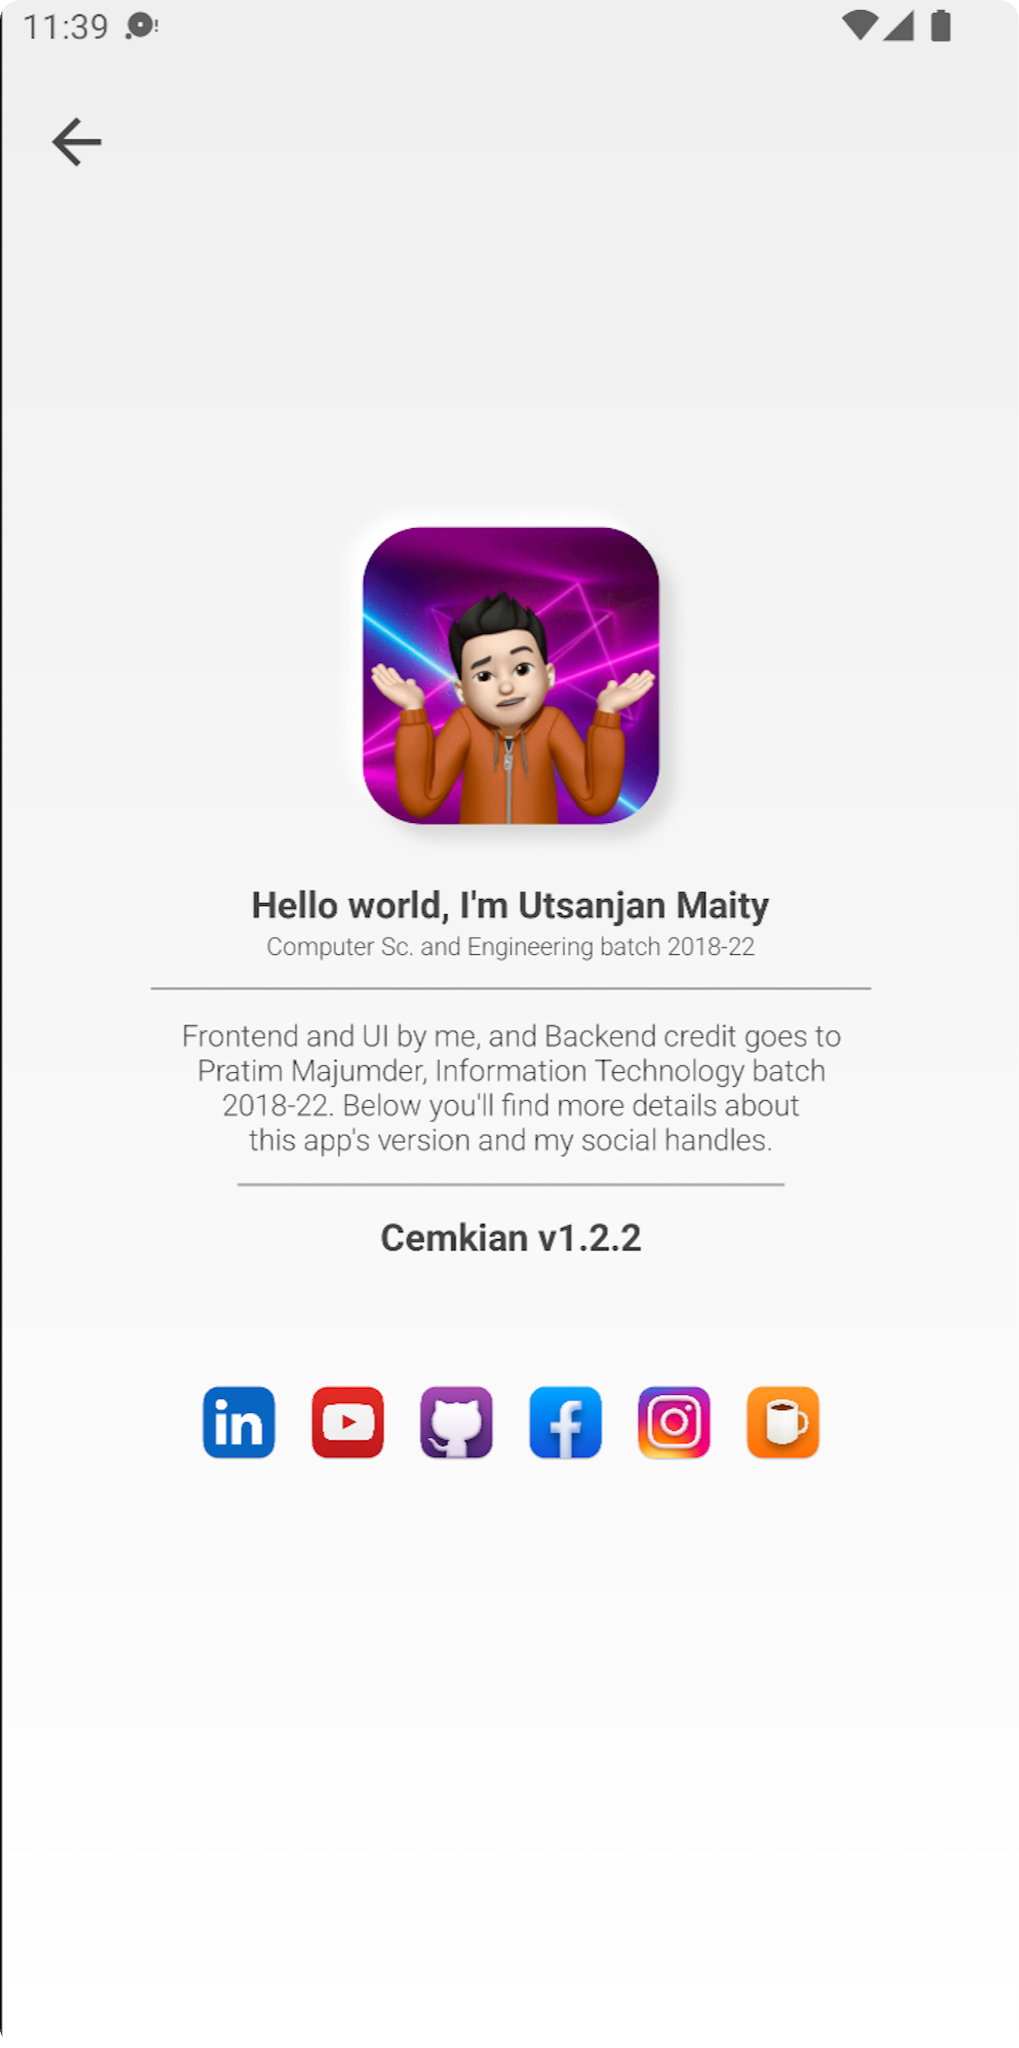 11:39
Hello world, I'm Utsanjan Maity
Computer Sc. and Engineering batch 2018-22
Frontend and UI by me, and Backend credit goes to
Pratim Majumder, Information Technology batch
2018-22. Below you'll find more details about
this app's version and my social handles.
Cemkian v1.2.2
in